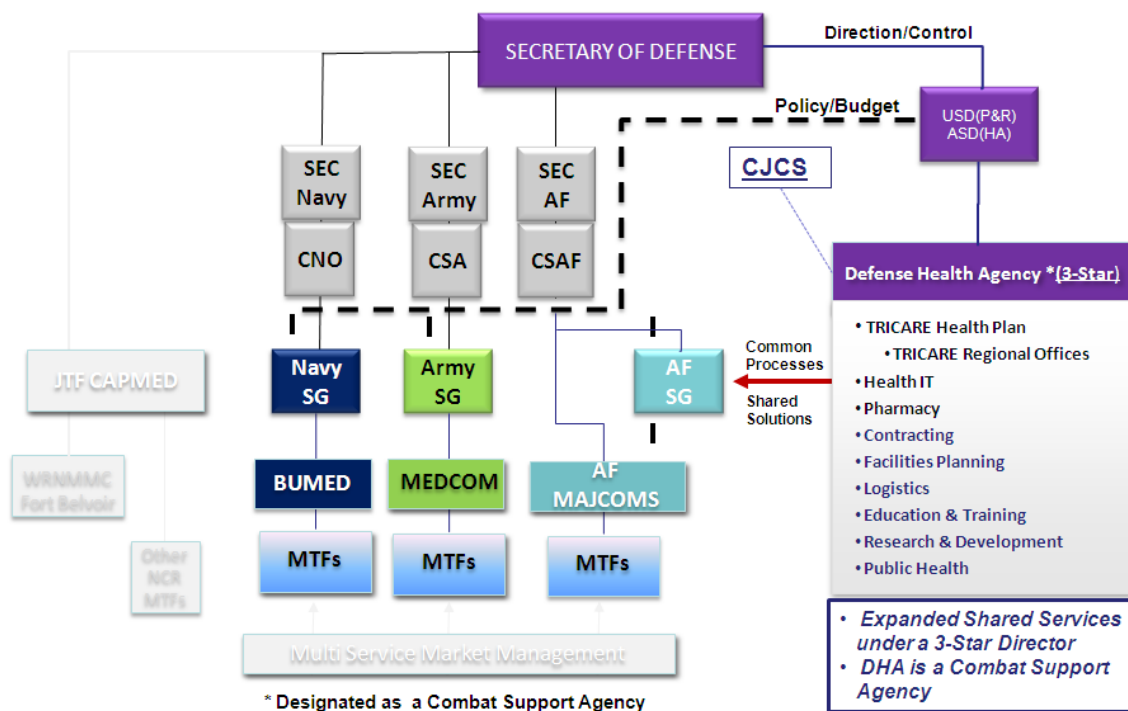 SECRETARY OF DEFENSE
Direction/Control
Policy/Budget
USD(P&R)
ASD(HA)
CJCS
SEC
Navy
SEC
Army
SEC
AF
CNO
CSA
CSAF
Defense Health Agency *(3-Star)
• TRICARE Health Plan
• TRICARE Regional Offices
• Health IT
• Pharmacy
• Contracting
• Facilities Planning
• Logistics
• Education & Training
• Research & Development
• Public Health
JTF CAPMED
Navy
SG
Army
SG
AF
SG
Common
Processes
Shared
Solutions
WRNMMC
Fort Belvoir
BUMED
MEDCOM
AF
MAJCOMS
Other
NCR
MTFs
MTFs
MTFs
MTFs
Multi Service Market Management
• Expanded Shared Services
under a 3-Star Director
• DHA is a Combat Support
Agency
* Designated as a Combat Support Agency